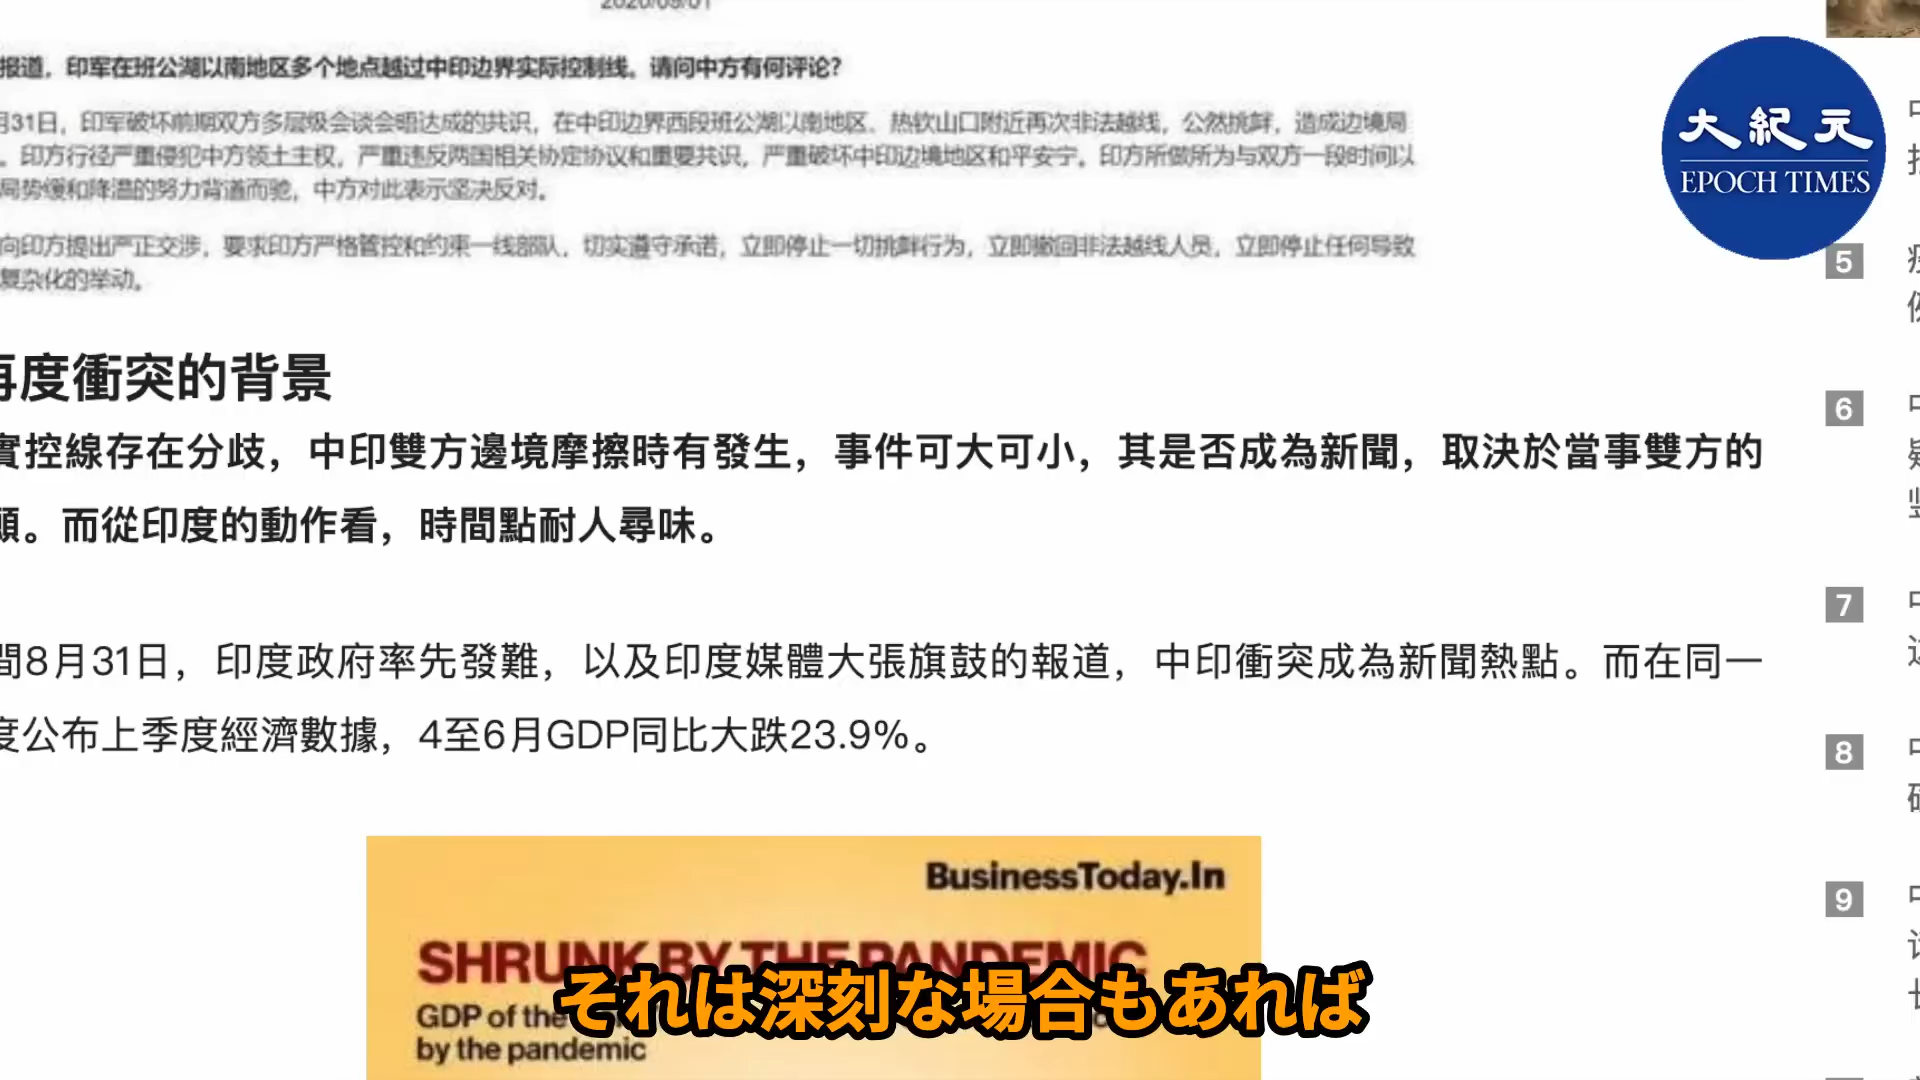 报道，印军在班公湖以南地区多个地点越过中印边界实际控制线。请问中方有何评论?
月31日，印军破坏前期双方多层级会谈会晤达成的共识，在中印边界西段班公湖以南地区、热钦山口附近再次非法越线，公然挑衅，造成边境局
。印方行径严重侵犯中方领土主权，严重违反两国相关协定协议和重要共识，严重破坏中印边境地区和平安宁。印方所做所为与双方一段时间以
局势缓和降温的努力背道而驰，中方对此表示坚决反对。
向印方提出严正交涉，要求印方严格管控和约束一线部队，切实遵守承诺，立即停止一切挑衅行为，立即撤回非法越线人员，立即停止任何导致
复杂化的举动。
再度衝突的背景
實控線存在分歧，中印雙方邊境摩擦時有發生，事件可大可小，其是否成為新聞，取決於當事雙方的
願。而從印度的動作看，時間點耐人尋味。
間8月31日，印度政府率先發難，以及印度媒體大張旗鼓的報道，中印衝突成為新聞熱點。而在同一
度公布上季度經濟數據，4至6月GDP同比大跌23.9%。
BusinessToday.In
SHRUNK BY THE PANDEMIC
GDP of the
by the pandemic
それは深刻な場合もあれば
大紀元
EPOCH TIMES
5
6
7
8
9